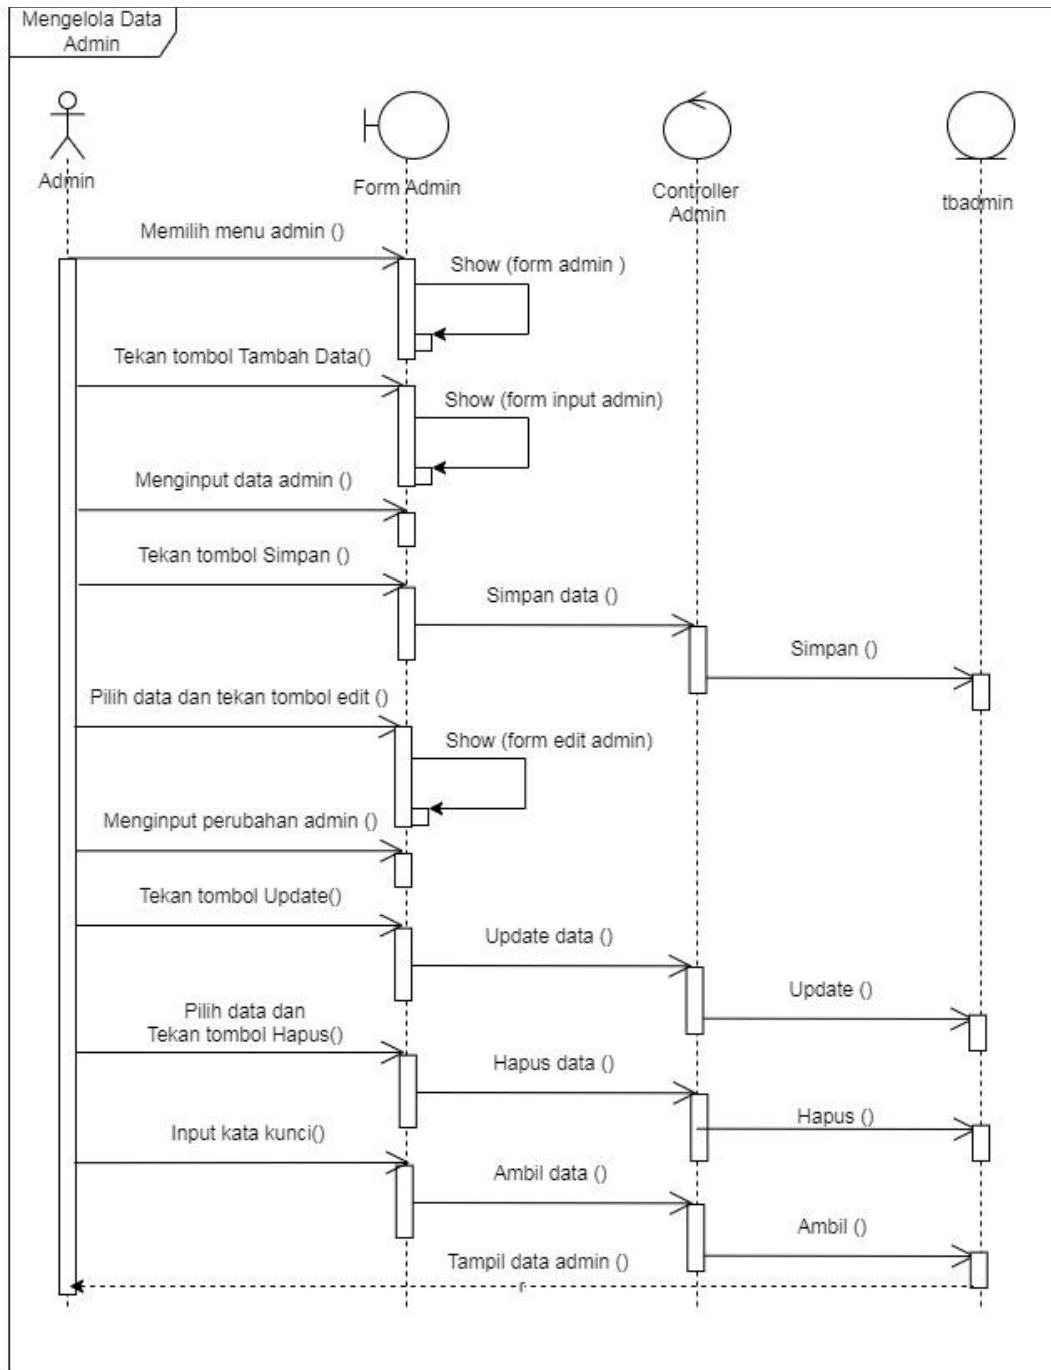 Mengelola Data
Admin
Admin
Form Admin
Controller
Admin
tbadmin
Memilih menu admin ()
Show (form admin )
Tekan tombol Tambah Data()
Show (form input admin)
Menginput data admin ()
Tekan tombol Simpan ()
Simpan data ()
Simpan ()
Pilih data dan tekan tombol edit ()
Show (form edit admin)
Menginput perubahan admin ()
Tekan tombol Update()
Update data ()
Update ()
Pilih data dan
Tekan tombol Hapus()
Hapus data ()
Hapus ()
Input kata kunci()
Ambil data ()
Ambil ()
Tampil data admin ()
r